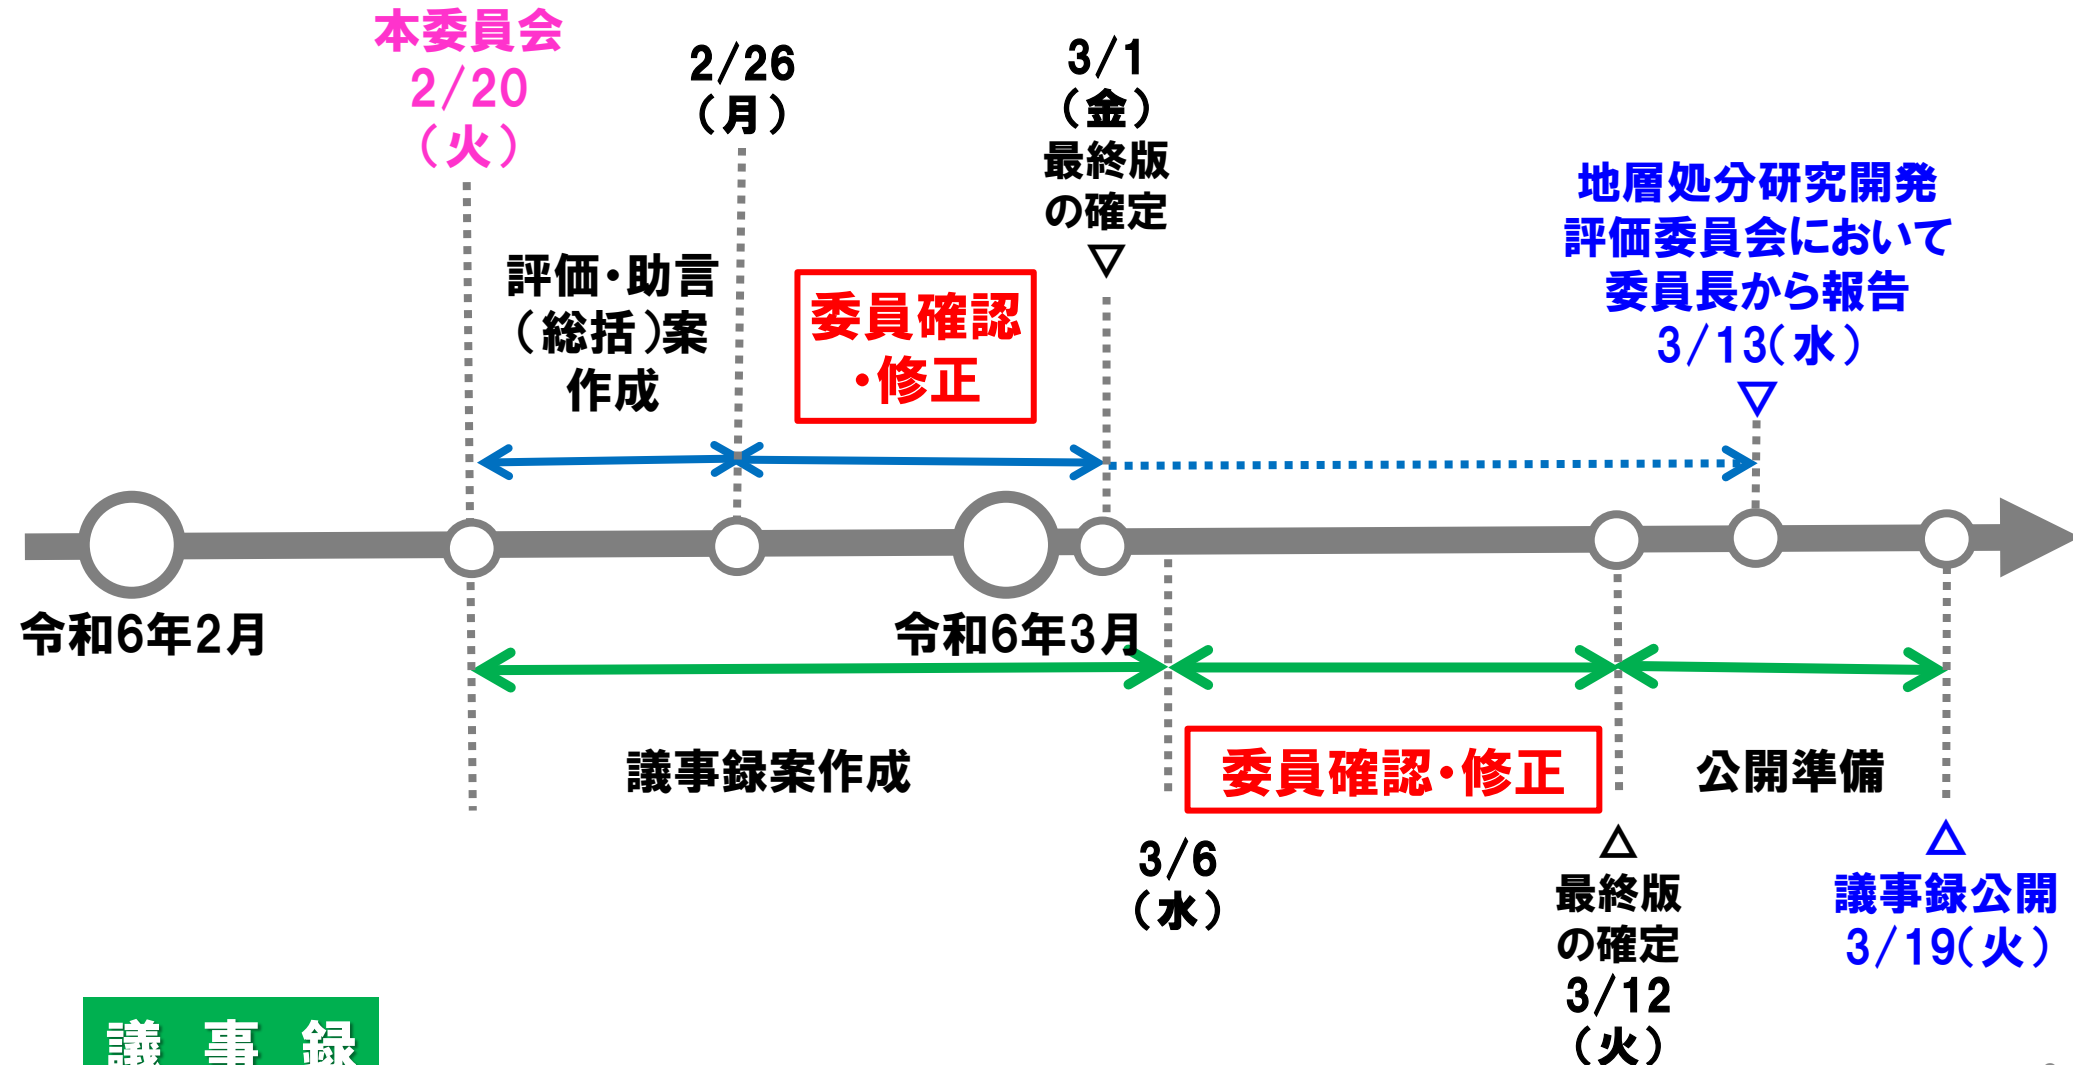 本委員会
2/20
（火）
2/26
（月）
3/1
（金）
最終版
の確定
▽
地層処分研究開発
評価委員会において
委員長から報告
3/13(水)
▽
評価・助言
（総括）案
作成
委員確認
・修正
令和6年2月
令和6年3月
議事録案作成
委員確認・修正
公開準備
3/6
（水）
△
最終版
の確定
3/12
（火）
△
議事録公開
3/19(火)
議事録